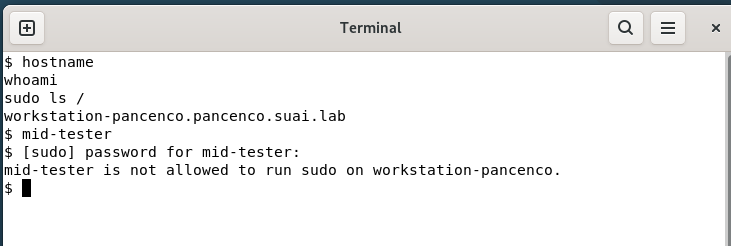 Terminal
$ hostname
whoami
sudo ls /
workstation-pancenco.pancenco.suai.lab
$ mid-tester
$ [sudo] password for mid-tester:
mid-tester is not allowed to run sudo on workstation-pancenco.
$